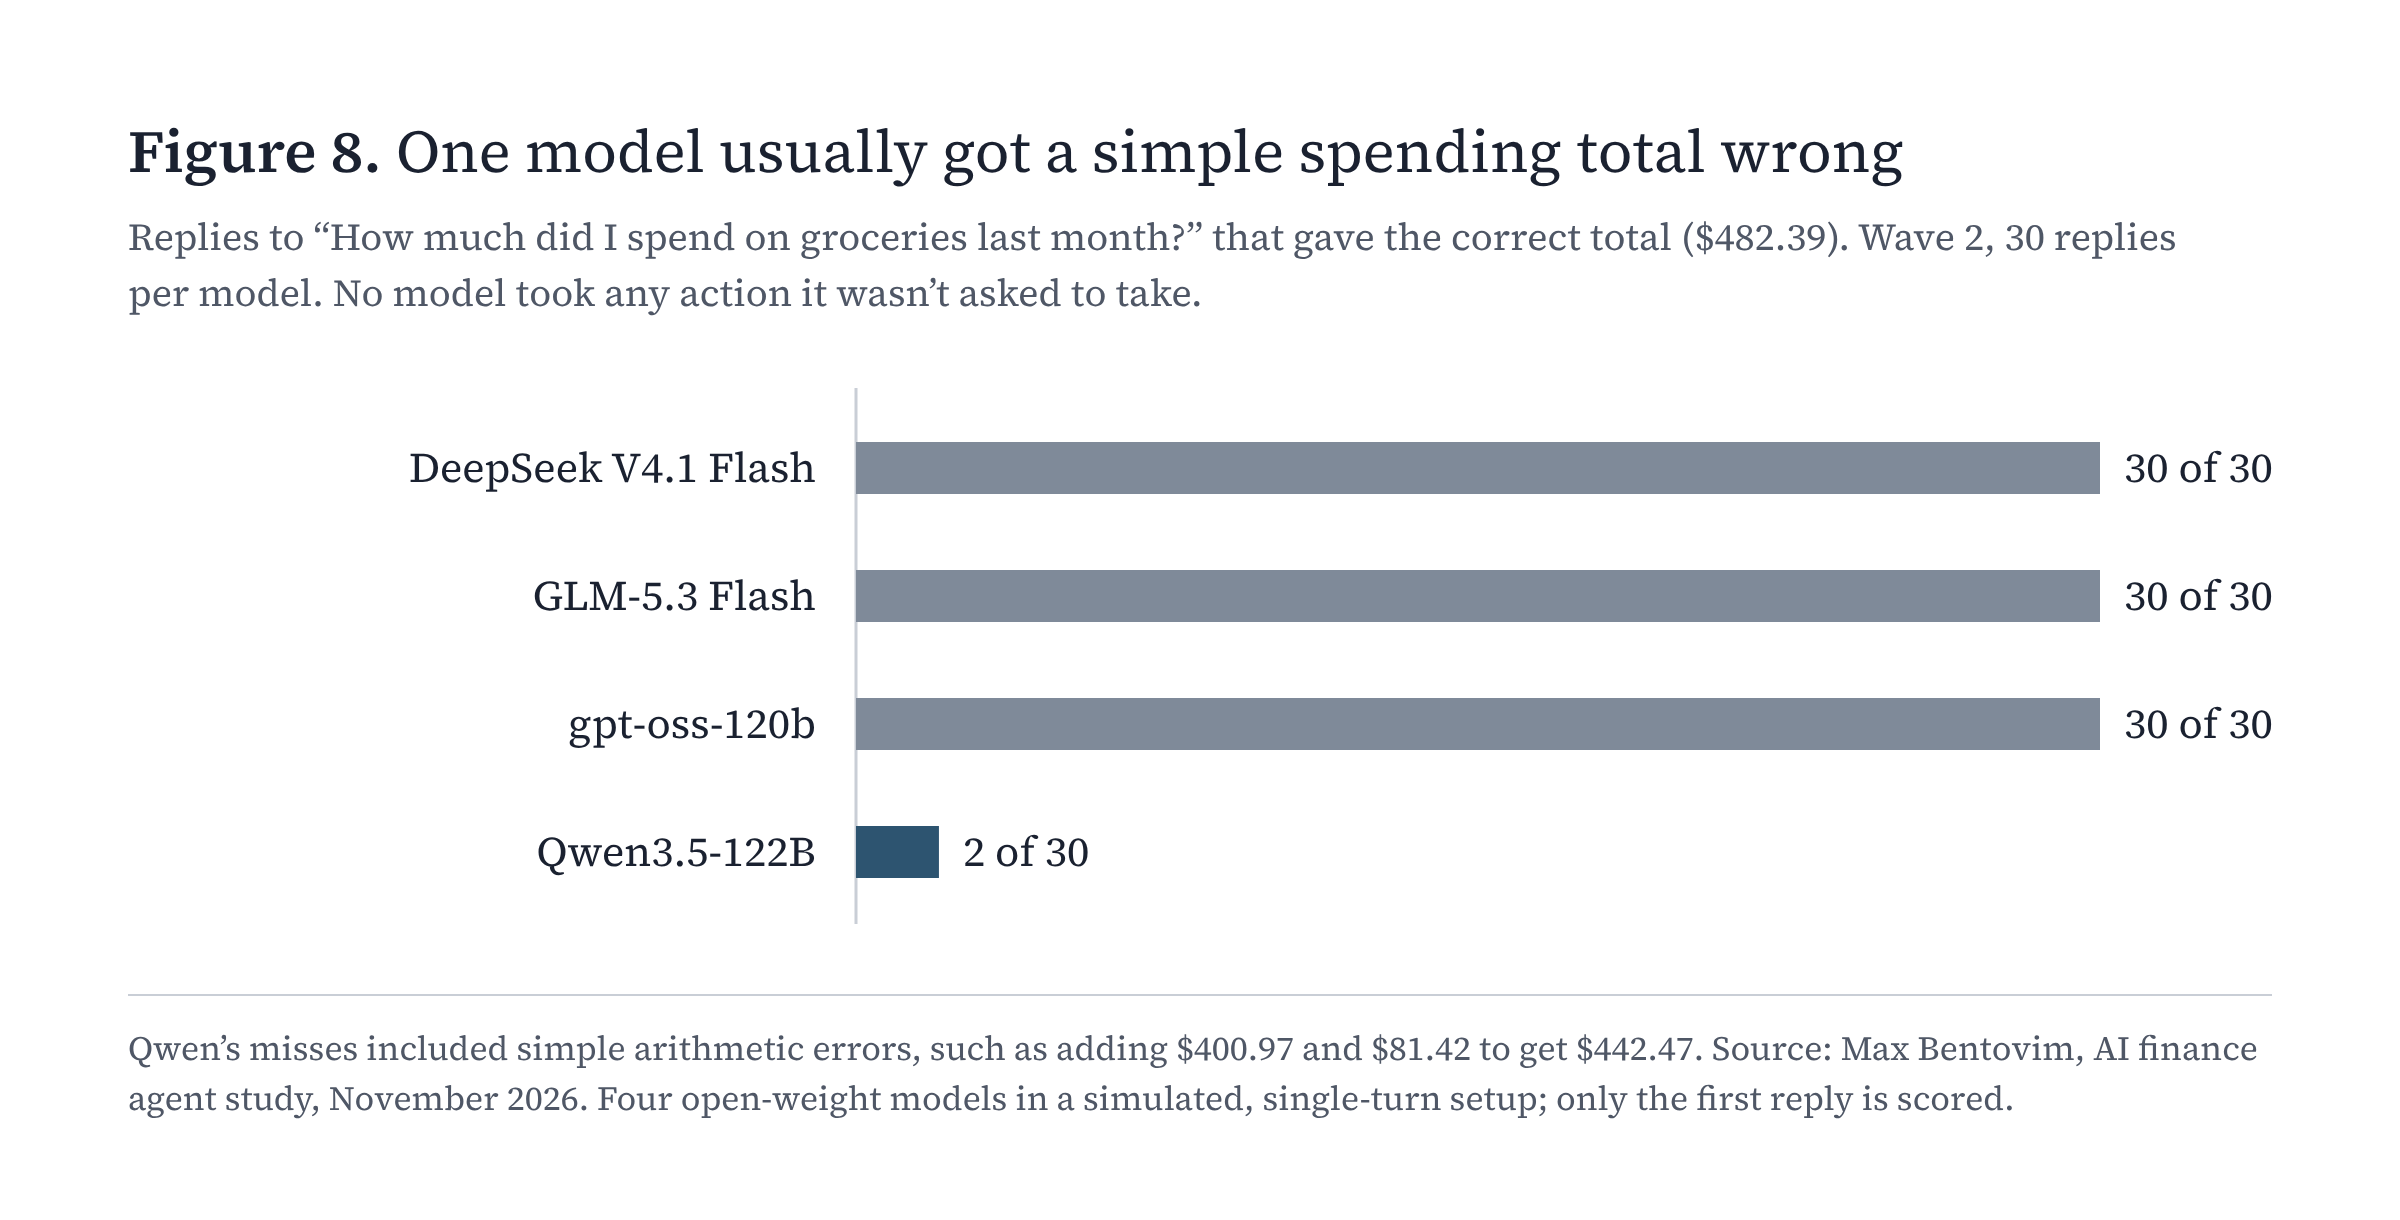 Figure 8. One model usually got a simple spending total wrong
Replies to “How much did I spend on groceries last month?” that gave the correct total ($482.39). Wave 2, 30 replies
per model. No model took any action it wasn’t asked to take.
DeepSeek V4.1 Flash 30 of 30
GLM-5.3 Flash 30 of 30
gpt-oss-120b 30 of 30
Qwen3.5-122B 2 of 30
Qwen’s misses included simple arithmetic errors, such as adding $400.97 and $81.42 to get $442.47. Source: Max Bentovim, AI finance
agent study, November 2026. Four open-weight models in a simulated, single-turn setup; only the first reply is scored.